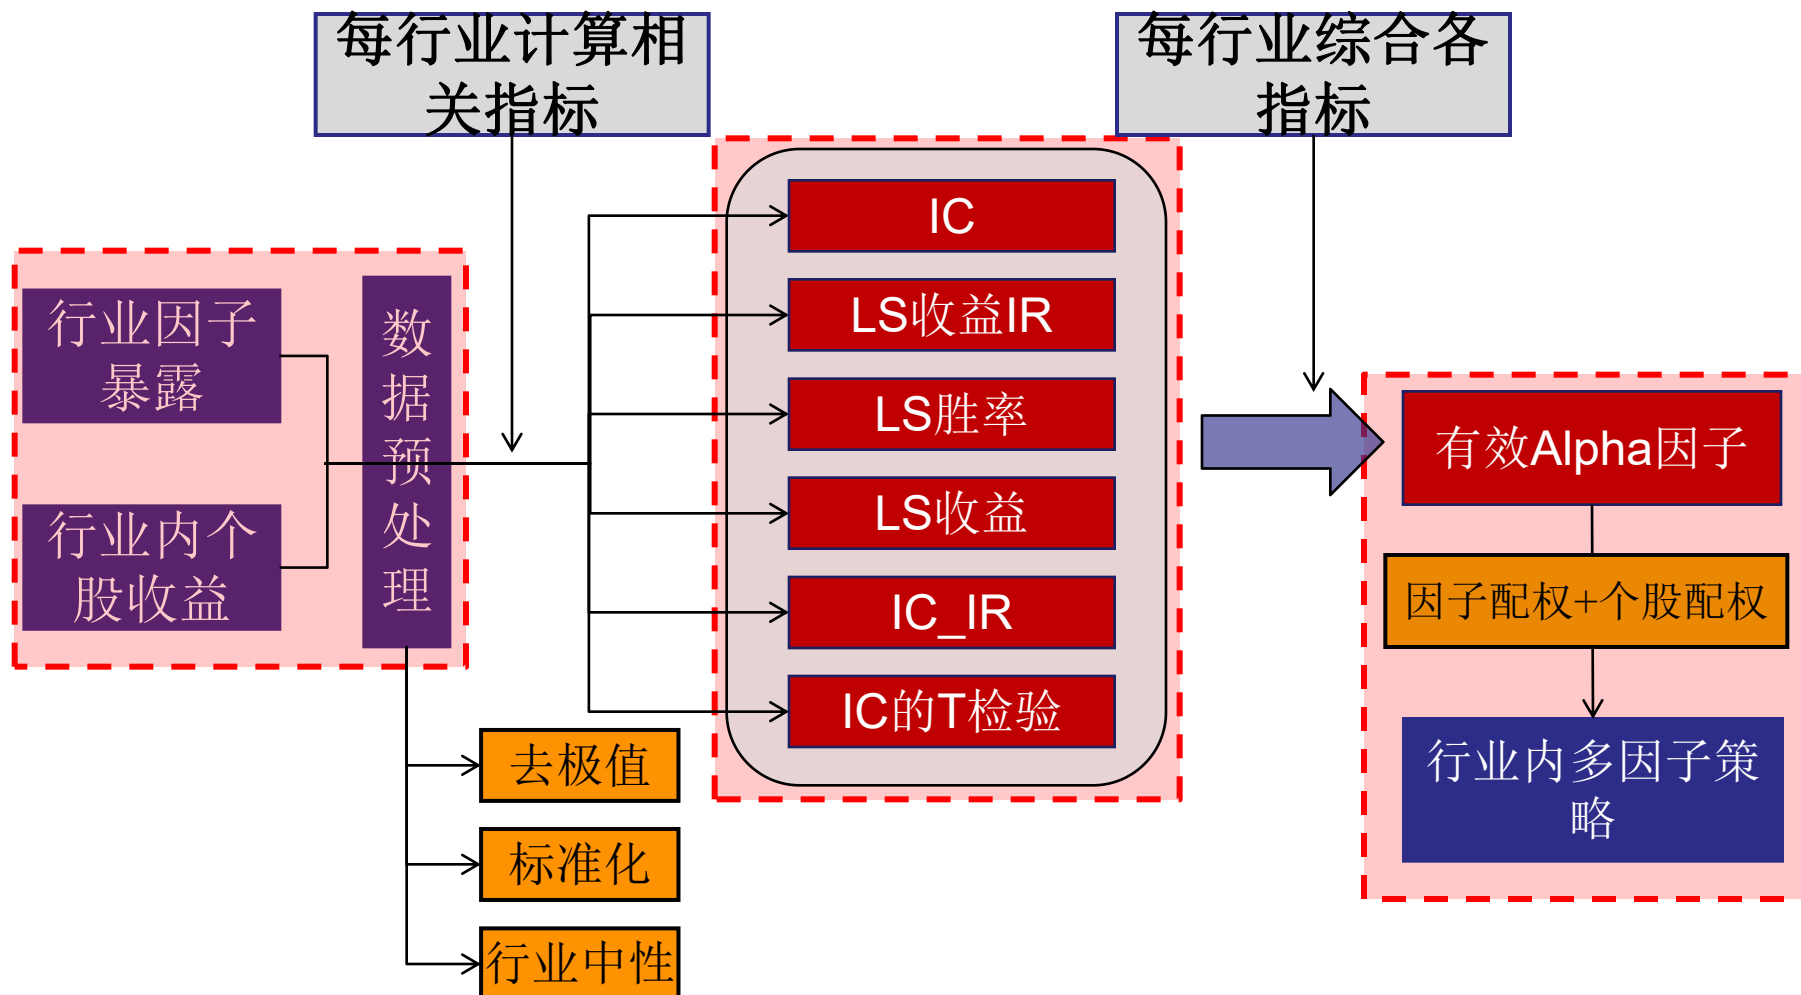 每行业计算相
关指标
每行业综合各
指标
行业因子
暴露
行业内个
股收益
数
据
预
处
理
去极值
标准化
行业中性
IC
LS收益IR
LS胜率
LS收益
IC_IR
IC的T检验
有效Alpha因子
因子配权+个股配权
行业内多因子策
略